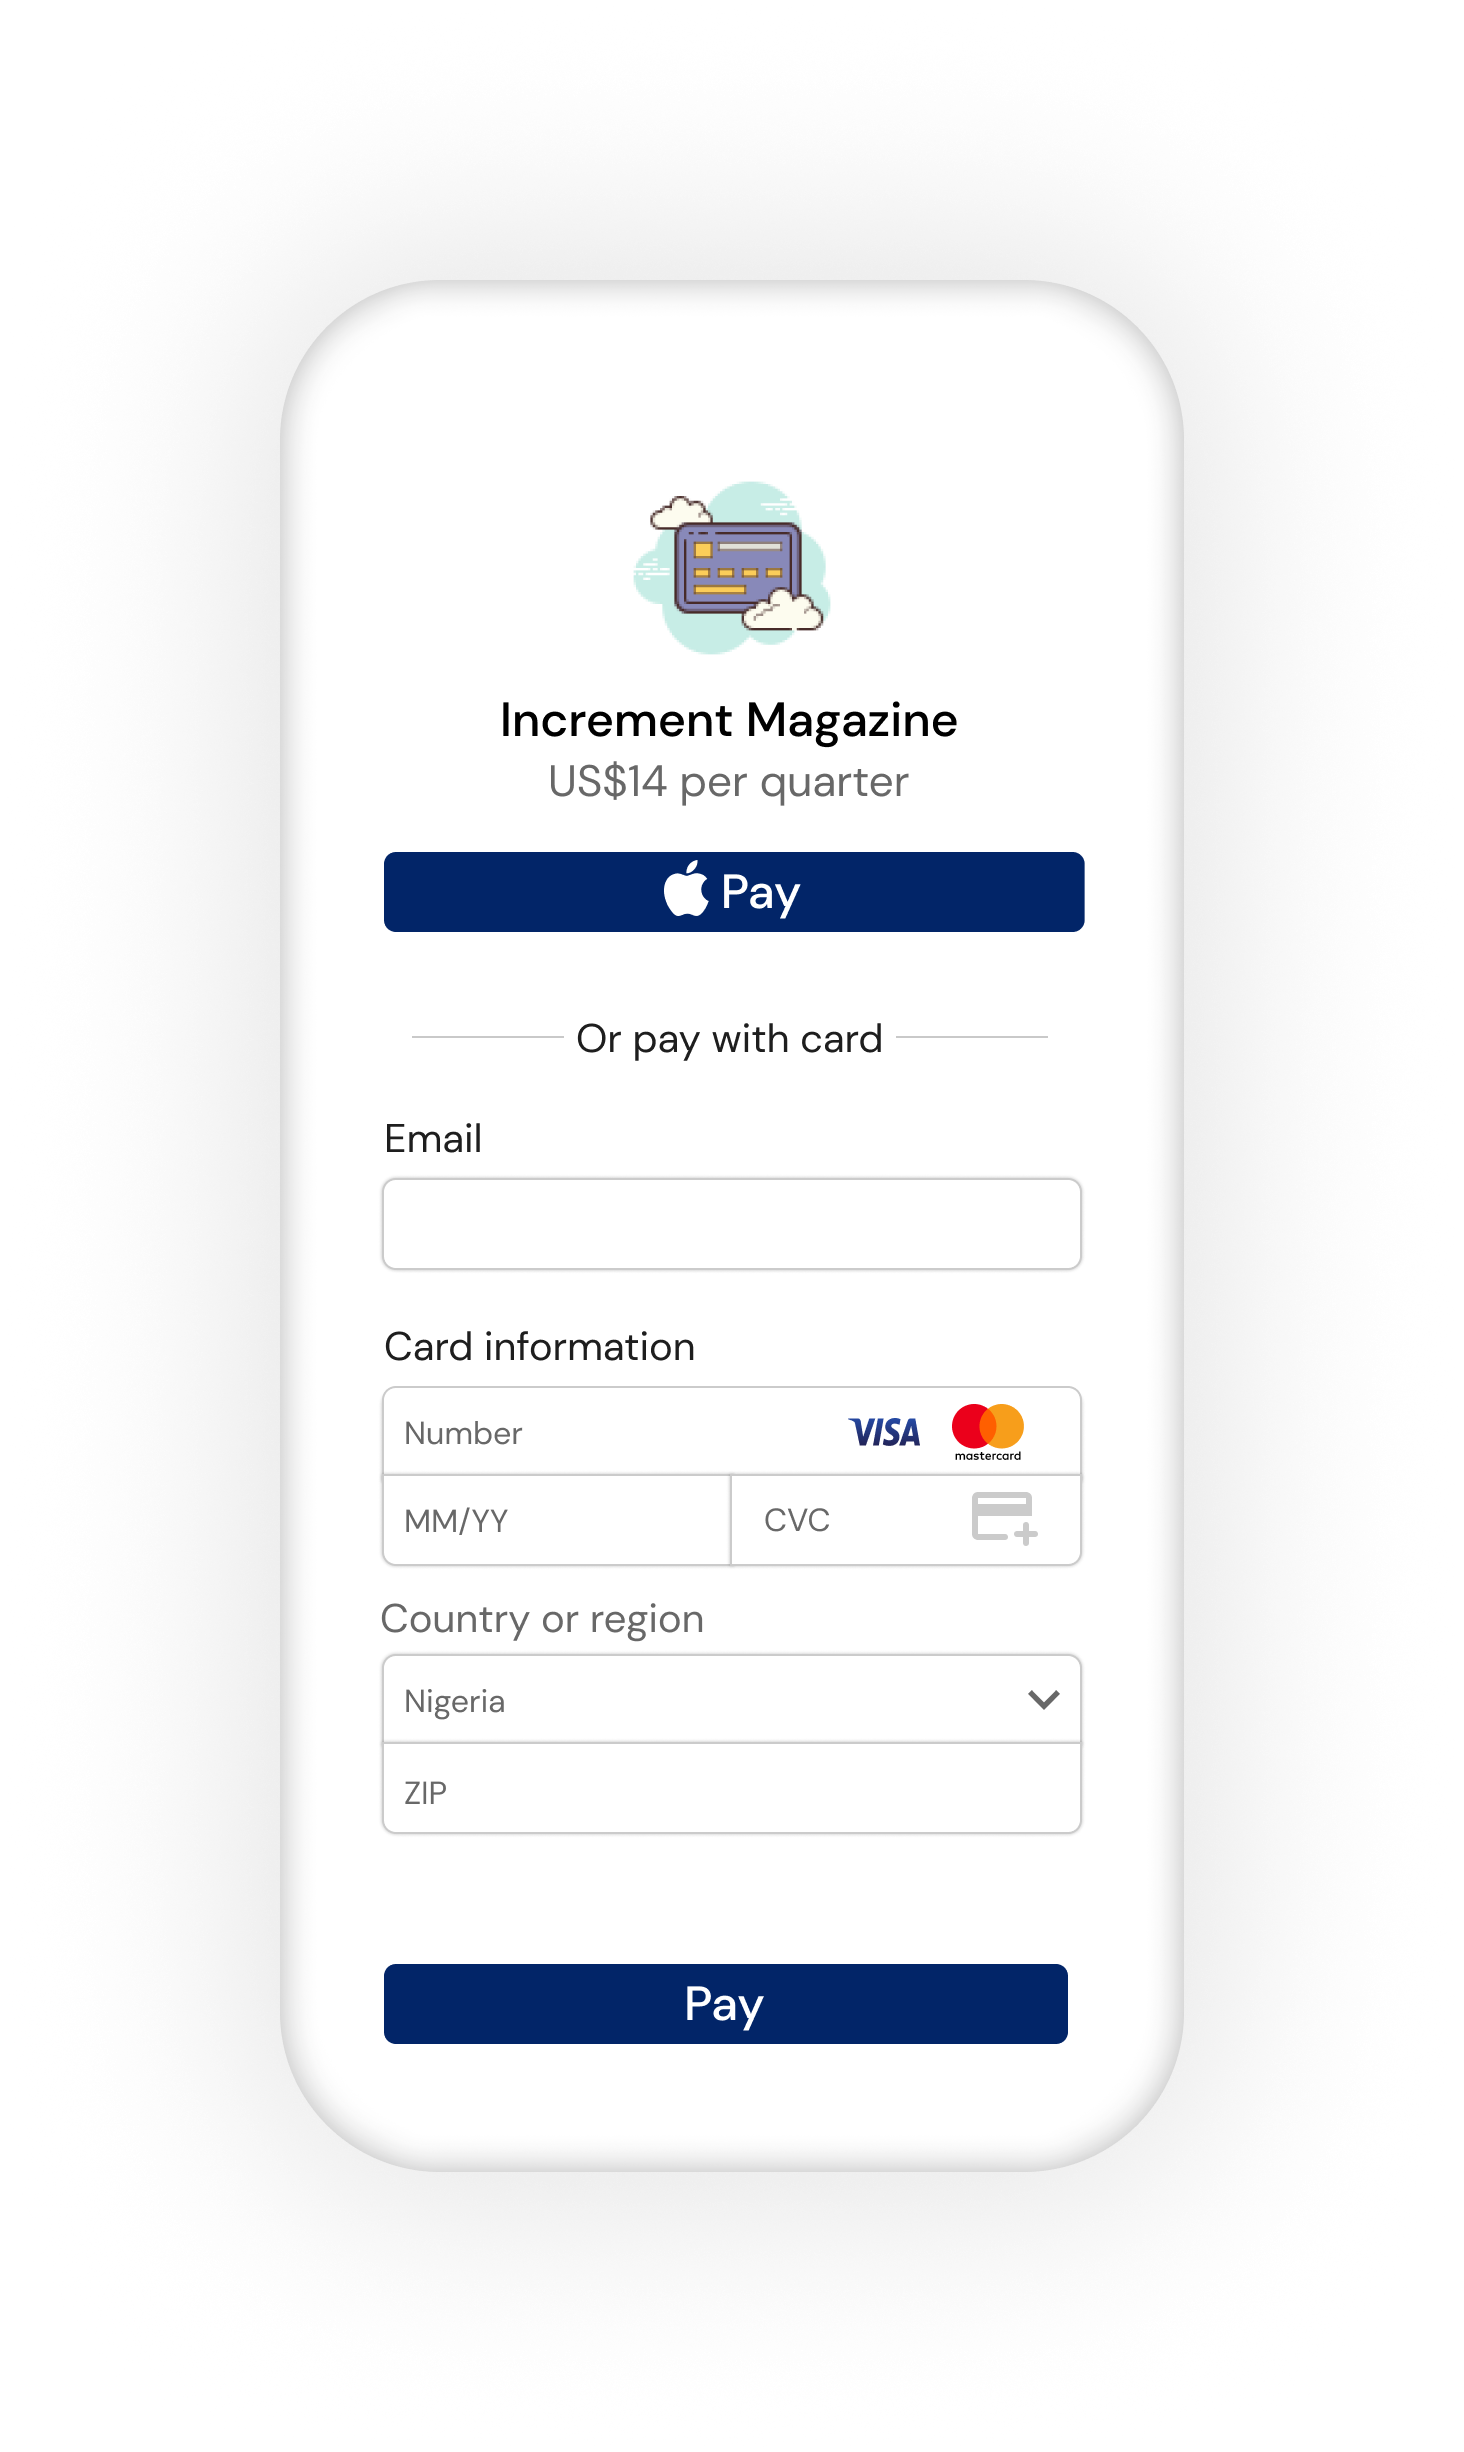 Increment Magazine
US$14 per quarter
Pay
Or pay with card
Email
Card information
Number VISA mastercard
MM/YY CVC
Country or region
Nigeria
ZIP
Pay